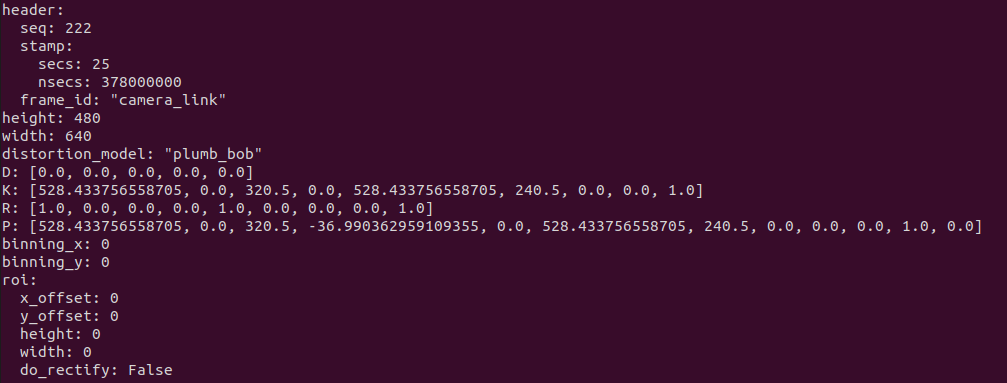 header:
  seq: 222
  stamp:
    secs: 25
    nsecs: 378000000
  frame_id: "camera_link"
height: 480
width: 640
distortion_model: "plumb_bob"
D: [0.0, 0.0, 0.0, 0.0, 0.0]
K: [528.433756558705, 0.0, 320.5, 0.0, 528.433756558705, 240.5, 0.0, 0.0, 1.0]
R: [1.0, 0.0, 0.0, 0.0, 1.0, 0.0, 0.0, 0.0, 1.0]
P: [528.433756558705, 0.0, 320.5, -36.990362959109355, 0.0, 528.433756558705, 240.5, 0.0, 0.0, 0.0, 1.0, 0.0]
binning_x: 0
binning_y: 0
roi:
  x_offset: 0
  y_offset: 0
  height: 0
  width: 0
  do_rectify: False